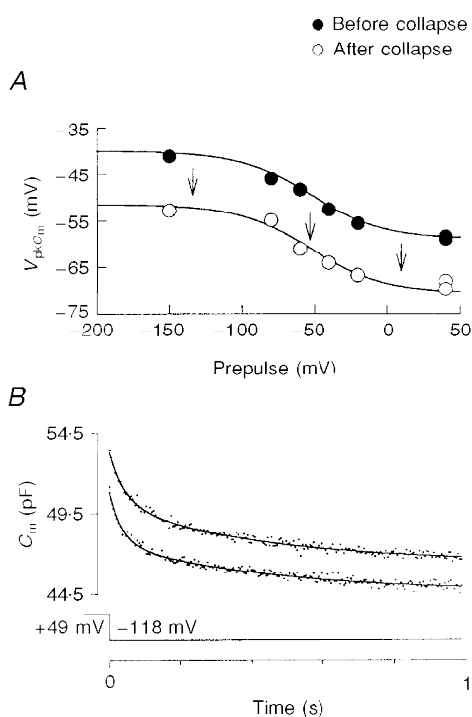 Before collapse
After collapse
A
−35
−45
−55
−65
−75
VpkCm (mV)
−200 −150 −100 −50 0 50
Prepulse (mV)
B
54·5
49·5
44·5
Cm (pF)
+49 mV −118 mV
0 1
Time (s)